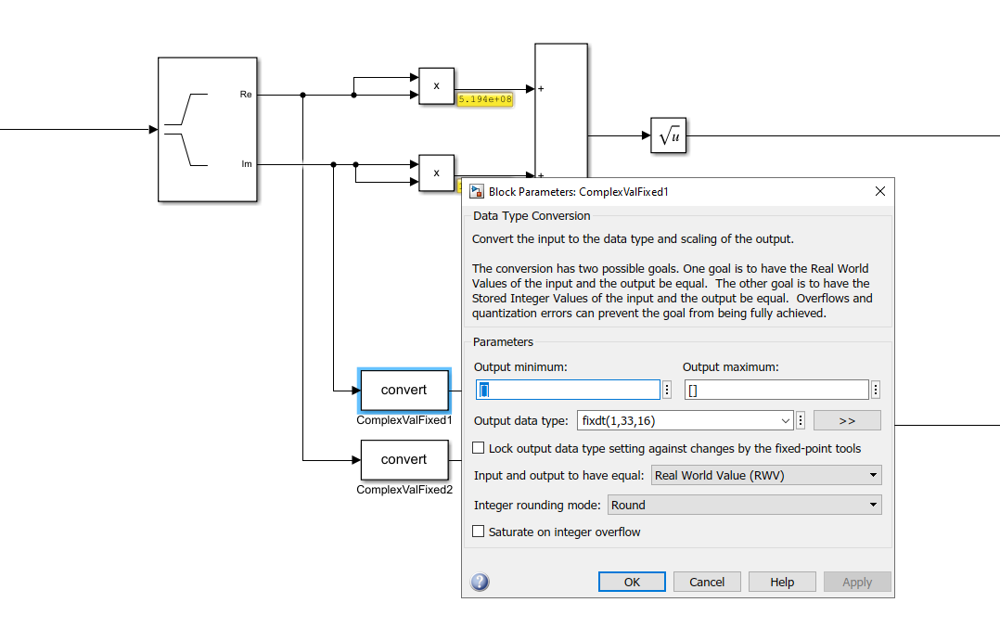 Re
x
+
5.194e+08
√u
Im
x
+
Block Parameters: ComplexValFixed1
Data Type Conversion
Convert the input to the data type and scaling of the output.
The conversion has two possible goals. One goal is to have the Real World
Values of the input and the output be equal.  The other goal is to have the
Stored Integer Values of the input and the output be equal.  Overflows and
quantization errors can prevent the goal from being fully achieved.
Parameters
Output minimum:
Output maximum:
[]
[]
convert
ComplexValFixed1
Output data type:
fixdt(1,33,16)
>>
Lock output data type setting against changes by the fixed-point tools
convert
ComplexValFixed2
Input and output to have equal:
Real World Value (RWV)
Integer rounding mode:
Round
Saturate on integer overflow
?
OK
Cancel
Help
Apply